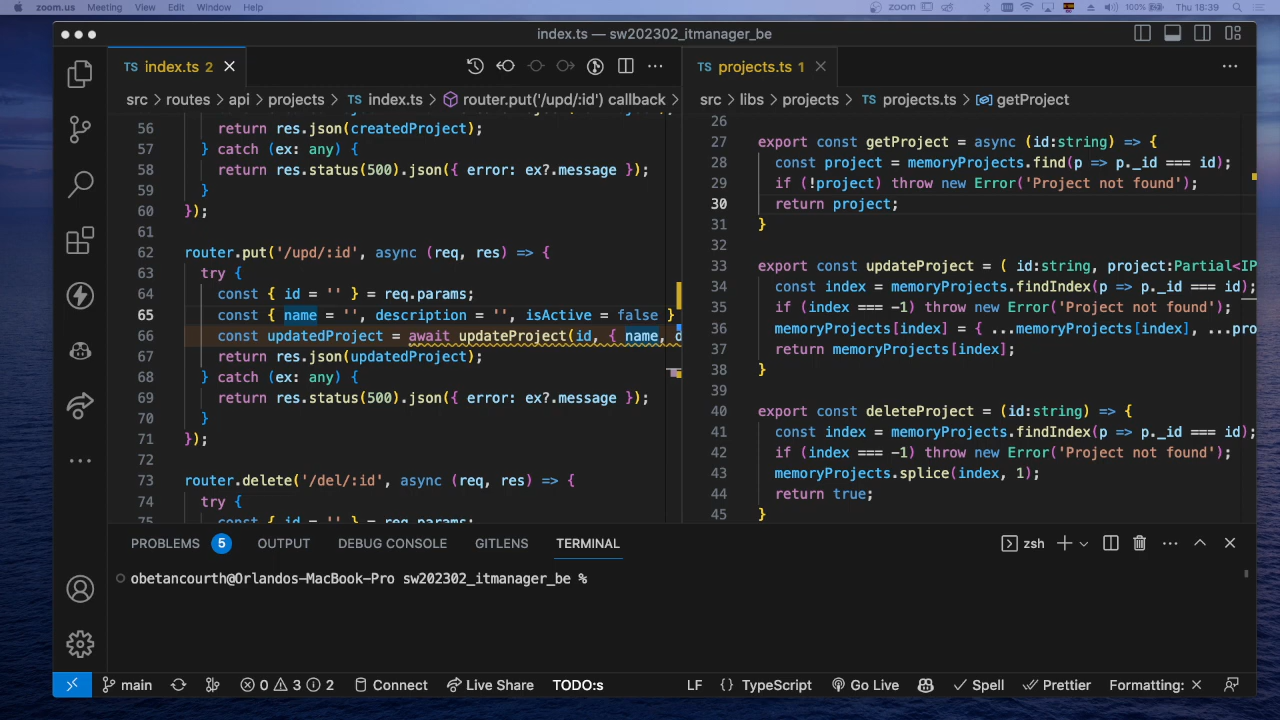 zoom.us Meeting View Edit Window Help zoom 100% Thu 18:39
index.ts — sw202302_itmanager_be
TS index.ts 2
src > routes > api > projects > TS index.ts > router.put('/upd/:id') callback >
56 return res.json(createdProject);
57 } catch (ex: any) {
58 return res.status(500).json({ error: ex?.message });
59 }
60 });
61
62 router.put('/upd/:id', async (req, res) => {
63 try {
64 const { id = '' } = req.params;
65 const { name = '', description = '', isActive = false }
66 const updatedProject = await updateProject(id, { name, d
67 return res.json(updatedProject);
68 } catch (ex: any) {
69 return res.status(500).json({ error: ex?.message });
70 }
71 });
72
73 router.delete('/del/:id', async (req, res) => {
74 try {
75 const { id = '' } = req.params;
TS projects.ts 1
src > libs > projects > TS projects.ts > getProject
26
27 export const getProject = async (id:string) => {
28 const project = memoryProjects.find(p => p._id === id);
29 if (!project) throw new Error('Project not found');
30 return project;
31 }
32
33 export const updateProject = ( id:string, project:Partial<IP
34 const index = memoryProjects.findIndex(p => p._id === id);
35 if (index === -1) throw new Error('Project not found');
36 memoryProjects[index] = { ...memoryProjects[index], ...pro
37 return memoryProjects[index];
38 }
39
40 export const deleteProject = (id:string) => {
41 const index = memoryProjects.findIndex(p => p._id === id);
42 if (index === -1) throw new Error('Project not found');
43 memoryProjects.splice(index, 1);
44 return true;
45 }
PROBLEMS 5 OUTPUT DEBUG CONSOLE GITLENS TERMINAL zsh
obetancourth@Orlandos-MacBook-Pro sw202302_itmanager_be %
main 0 3 2 Connect Live Share TODO:s LF {} TypeScript Go Live Spell Prettier Formatting: ×